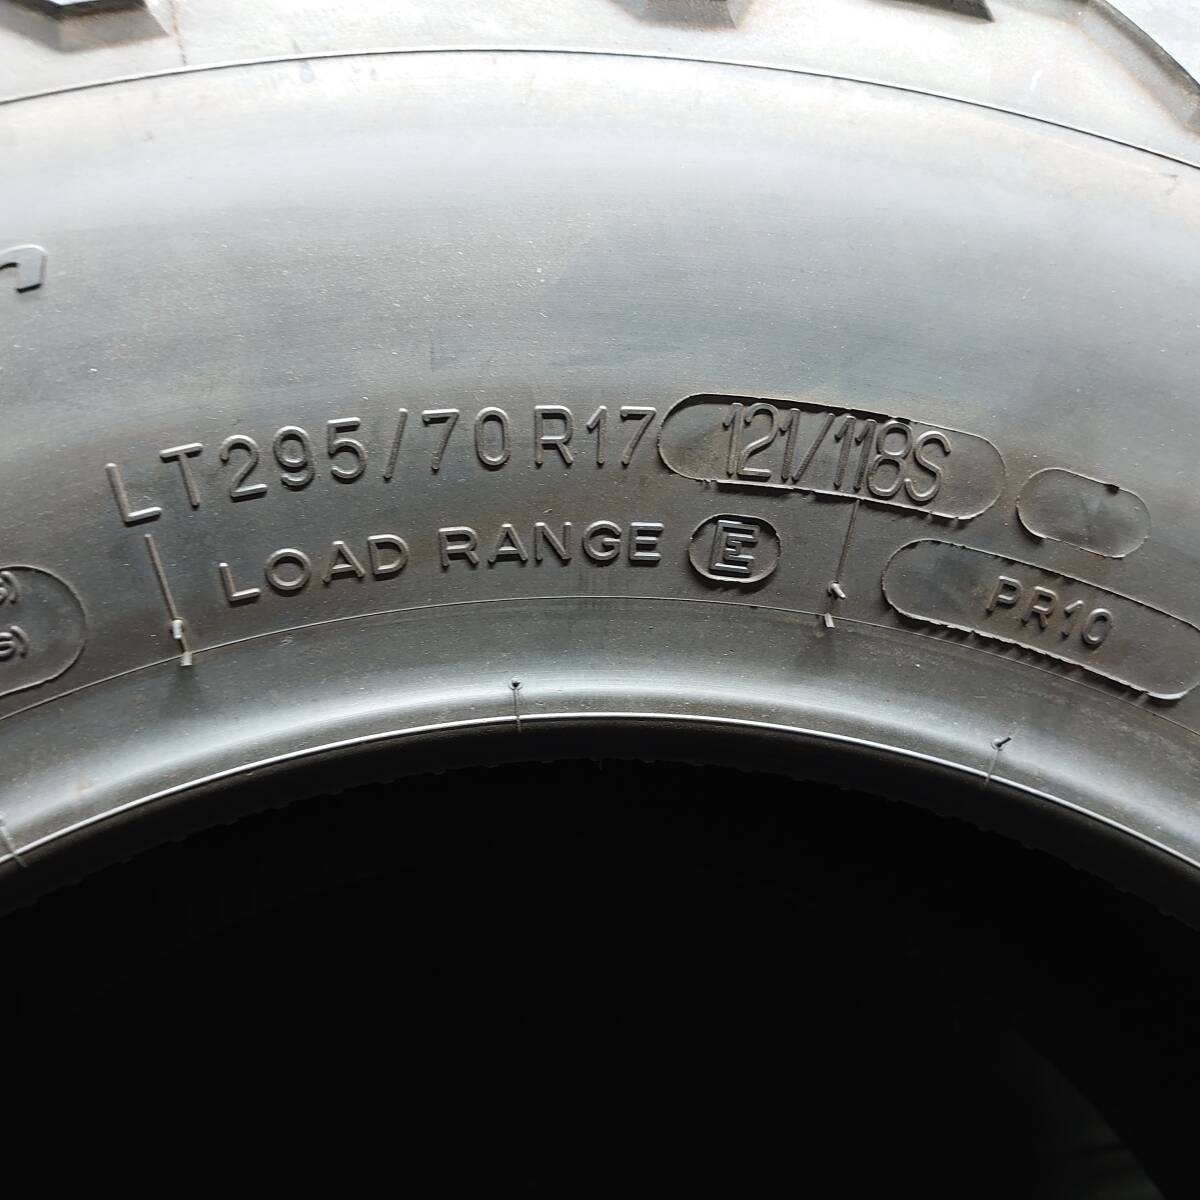 LT295/70R17 121/118S
LOAD RANGE E
PR10